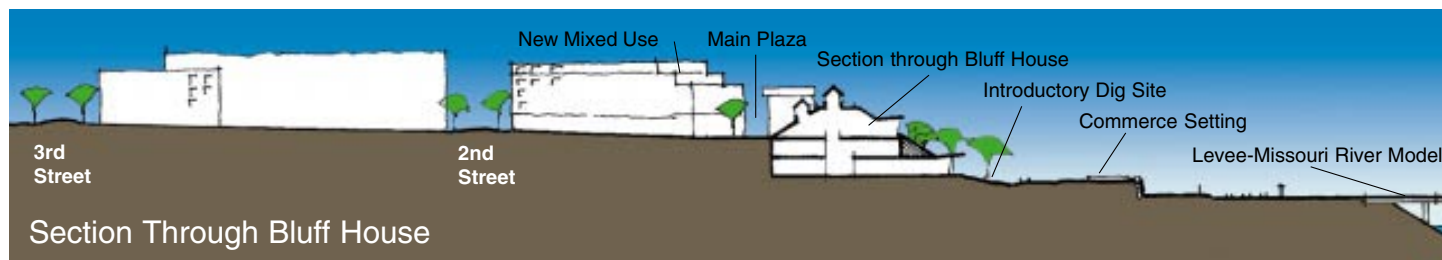 New Mixed Use
Main Plaza
Section through Bluff House
Introductory Dig Site
Commerce Setting
Levee-Missouri River Model
3rd
Street
2nd
Street
Section Through Bluff House